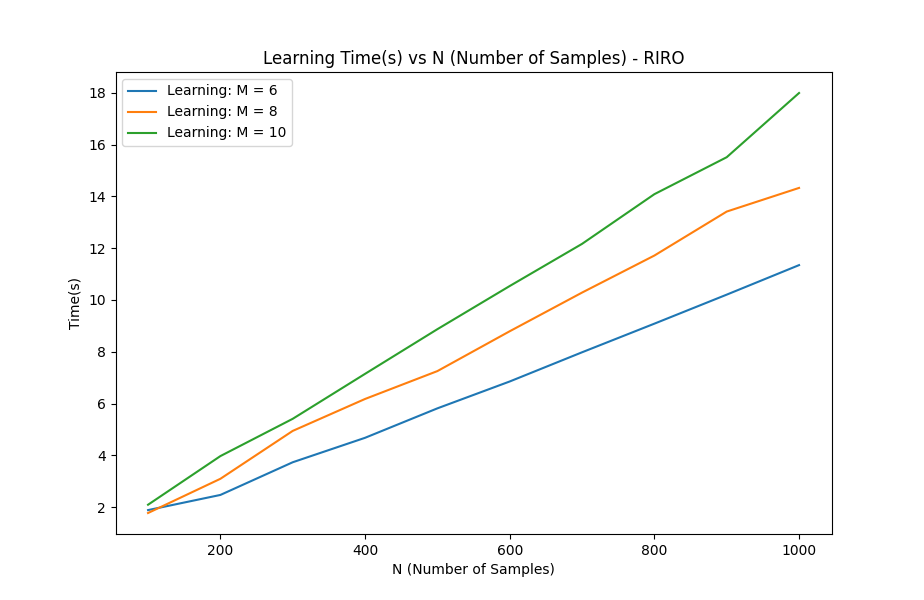 Learning Time(s) vs N (Number of Samples) - RIRO
Learning: M = 6
Learning: M = 8
Learning: M = 10
18
16
14
12
10
8
6
4
2
Time(s)
200
400
600
800
1000
N (Number of Samples)